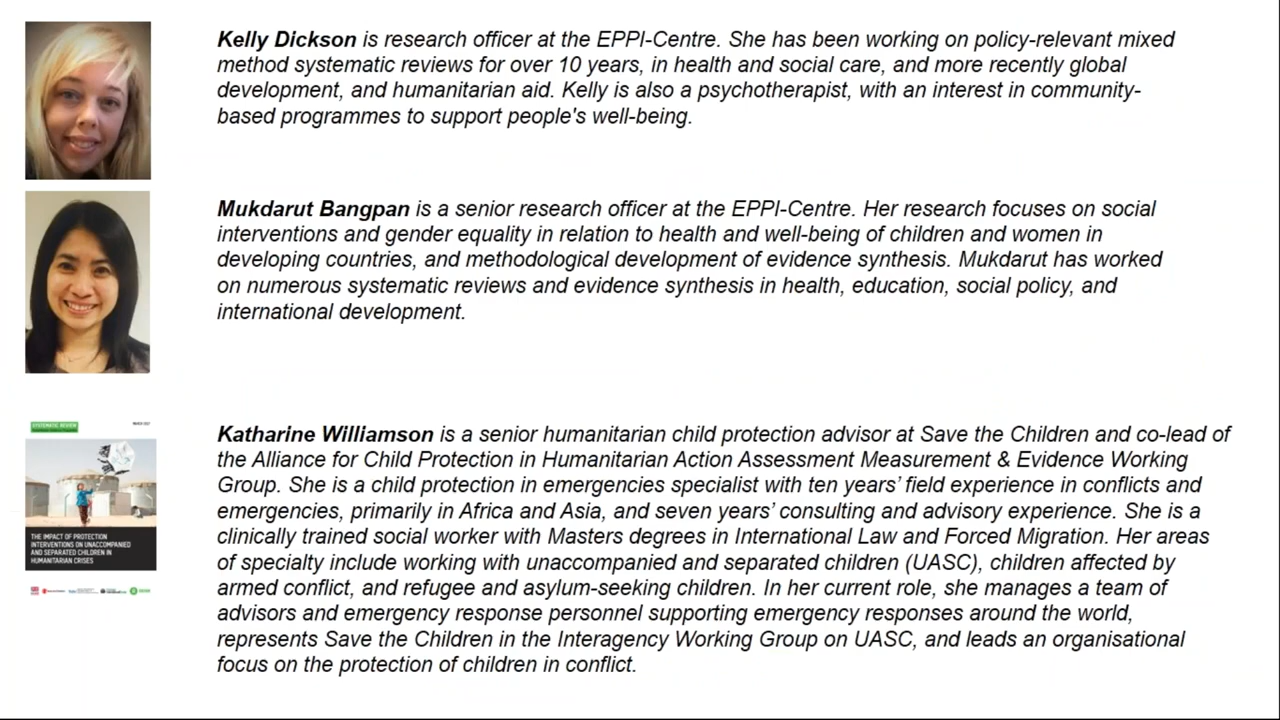 Kelly Dickson is research officer at the EPPI-Centre. She has been working on policy-relevant mixed
method systematic reviews for over 10 years, in health and social care, and more recently global
development, and humanitarian aid. Kelly is also a psychotherapist, with an interest in community-
based programmes to support people's well-being.
Mukdarut Bangpan is a senior research officer at the EPPI-Centre. Her research focuses on social
interventions and gender equality in relation to health and well-being of children and women in
developing countries, and methodological development of evidence synthesis. Mukdarut has worked
on numerous systematic reviews and evidence synthesis in health, education, social policy, and
international development.
SYSTEMATIC REVIEW
MARCH 2017
THE IMPACT OF PROTECTION
INTERVENTIONS ON UNACCOMPANIED
AND SEPARATED CHILDREN IN
HUMANITARIAN CRISES
Katharine Williamson is a senior humanitarian child protection advisor at Save the Children and co-lead of
the Alliance for Child Protection in Humanitarian Action Assessment Measurement & Evidence Working
Group. She is a child protection in emergencies specialist with ten years' field experience in conflicts and
emergencies, primarily in Africa and Asia, and seven years' consulting and advisory experience. She is a
clinically trained social worker with Masters degrees in International Law and Forced Migration. Her areas
of specialty include working with unaccompanied and separated children (UASC), children affected by
armed conflict, and refugee and asylum-seeking children. In her current role, she manages a team of
advisors and emergency response personnel supporting emergency responses around the world,
represents Save the Children in the Interagency Working Group on UASC, and leads an organisational
focus on the protection of children in conflict.